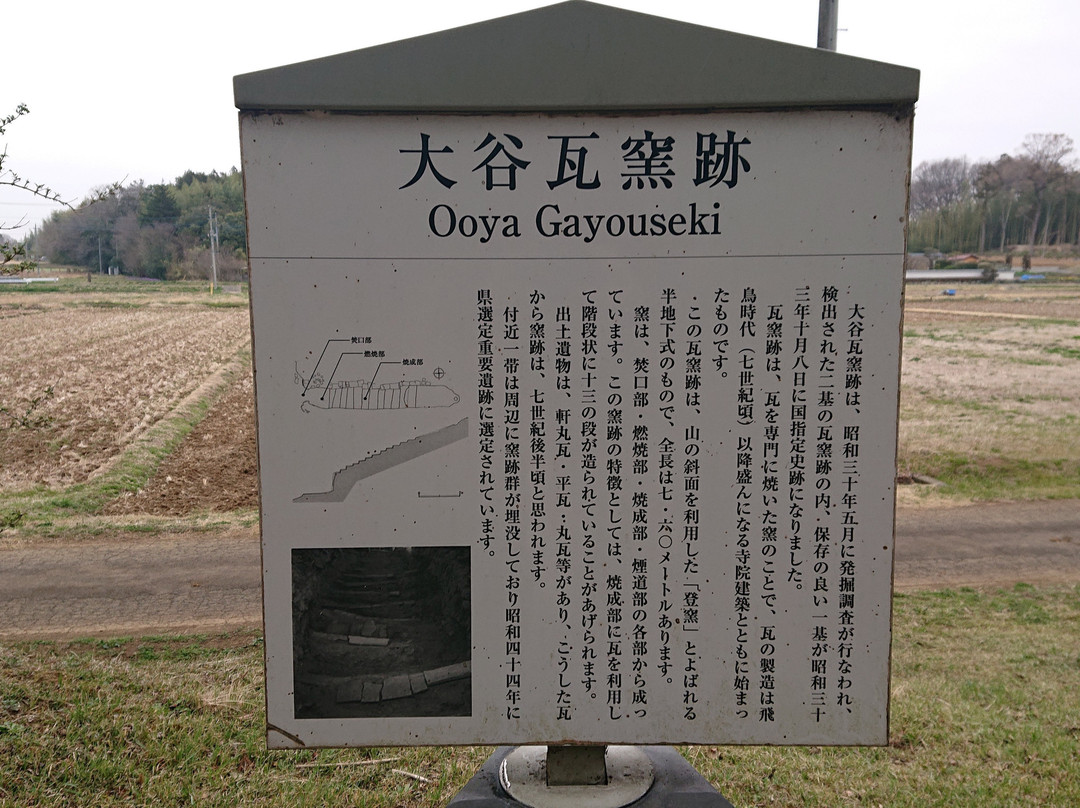 大谷瓦窯跡
Ooya Gayouseki
大谷瓦窯跡は、昭和三十年五月に発掘調査が行なわれ、
検出された二基の瓦窯跡の内、保存の良い一基が昭和三十
三年十月八日に国指定史跡になりました。
瓦窯跡は、瓦を専門に焼いた窯のことで、瓦の製造は飛
鳥時代（七世紀頃）以降盛んになる寺院建築とともに始まっ
たものです。
この瓦窯跡は、山の斜面を利用した「登窯」とよばれる
半地下式のもので、全長は七・六〇メートルあります。
窯は、焚口部・燃焼部・焼成部・煙道部の各部から成っ
ています。この窯跡の特徴としては、焼成部に瓦を利用し
て階段状に十三の段が造られていることがあげられます。
出土遺物は、軒丸瓦・平瓦・丸瓦等があり、こうした瓦
から窯跡は、七世紀後半頃と思われます。
付近一帯は周辺に窯跡群が埋没しており昭和四十四年に
県選定重要遺跡に選定されています。
焚口部
燃焼部
焼成部